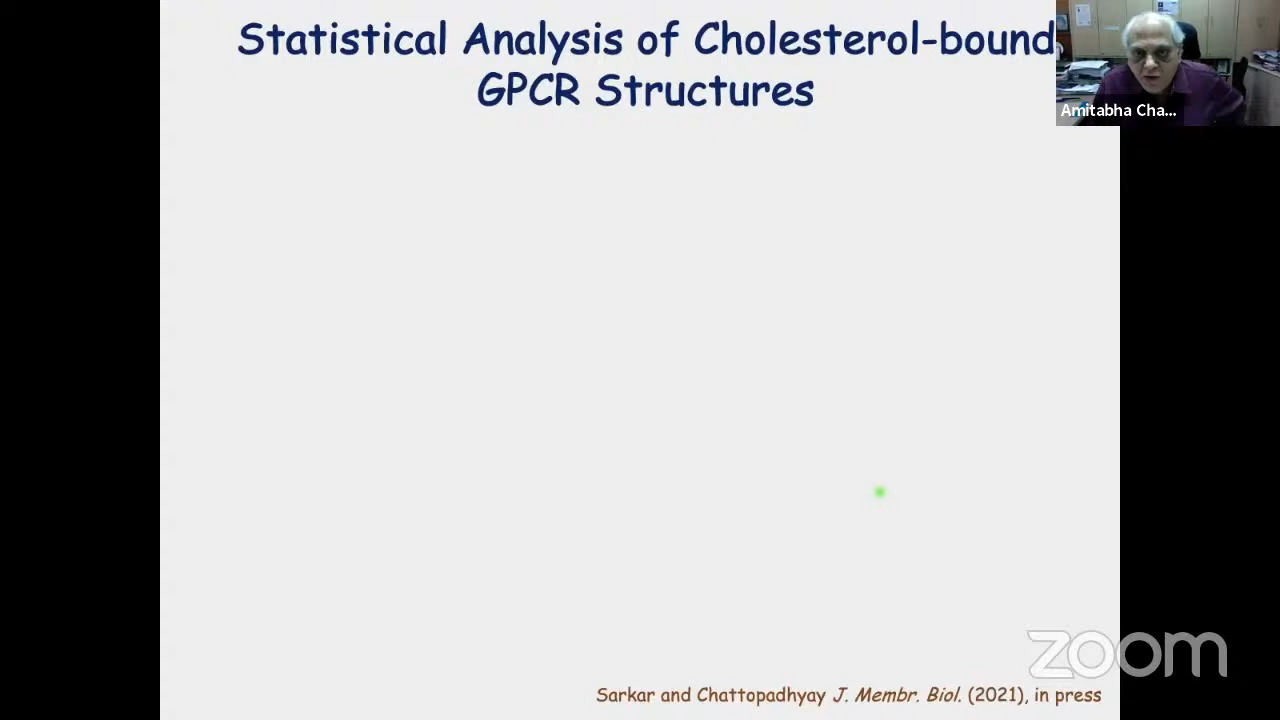 Statistical Analysis of Cholesterol-bound
GPCR Structures
Amitabha Cha...
zoom
Sarkar and Chattopadhyay J. Membr. Biol. (2021), in press